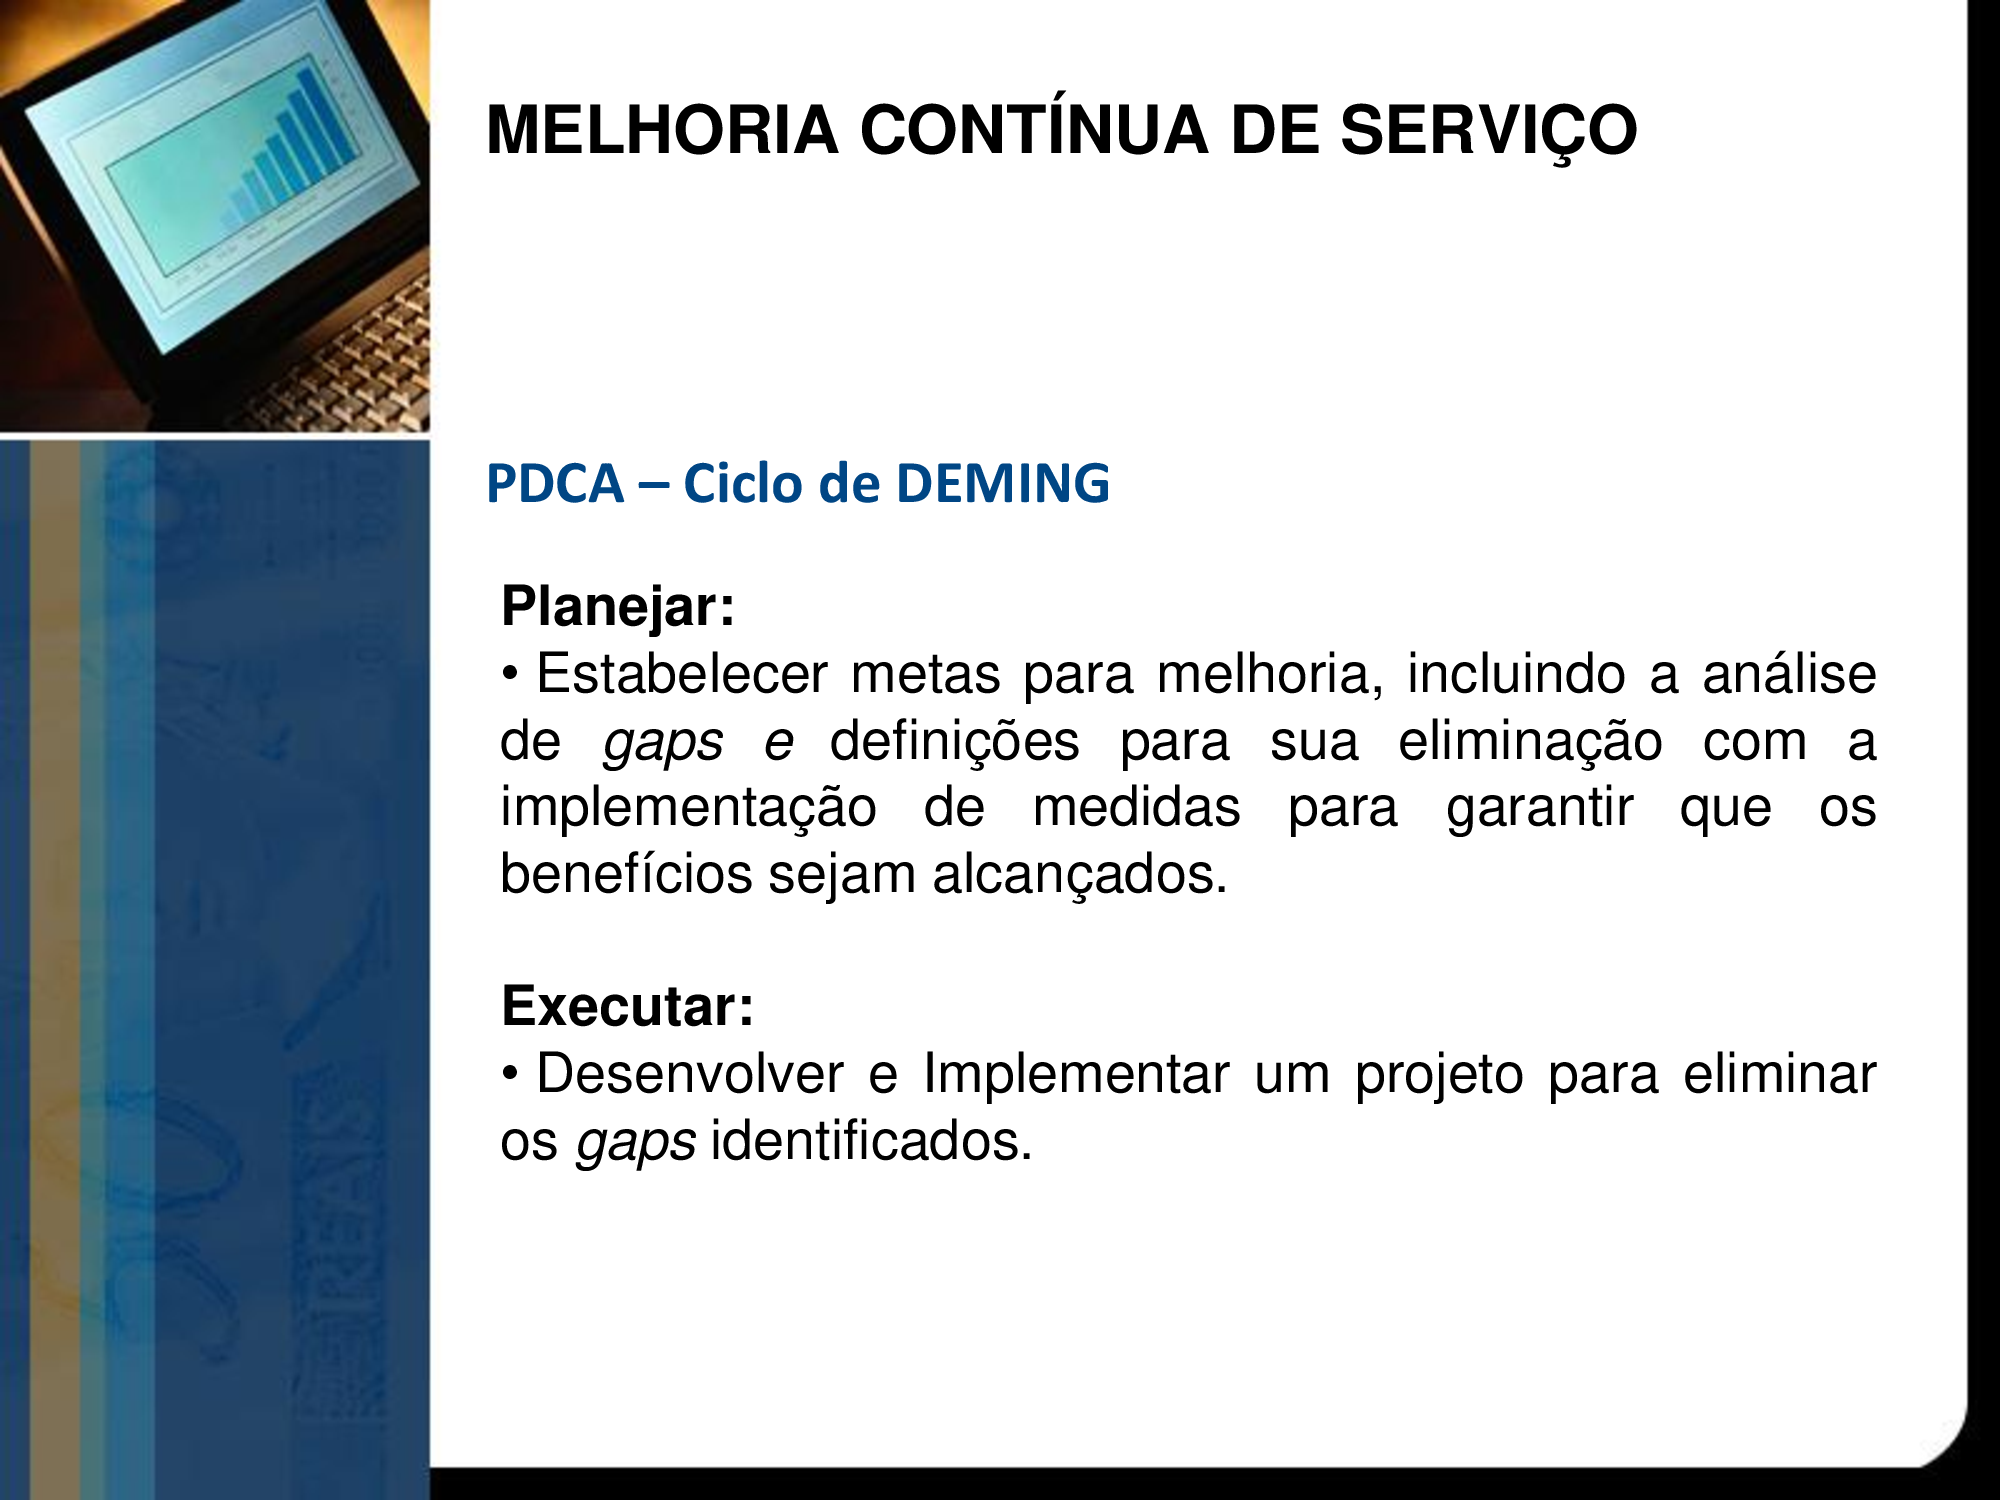 MELHORIA CONTÍNUA DE SERVIÇO
PDCA – Ciclo de DEMING
Planejar:
• Estabelecer metas para melhoria, incluindo a análise
de gaps e definições para sua eliminação com a
implementação de medidas para garantir que os
benefícios sejam alcançados.
Executar:
• Desenvolver e Implementar um projeto para eliminar
os gaps identificados.
REAIS